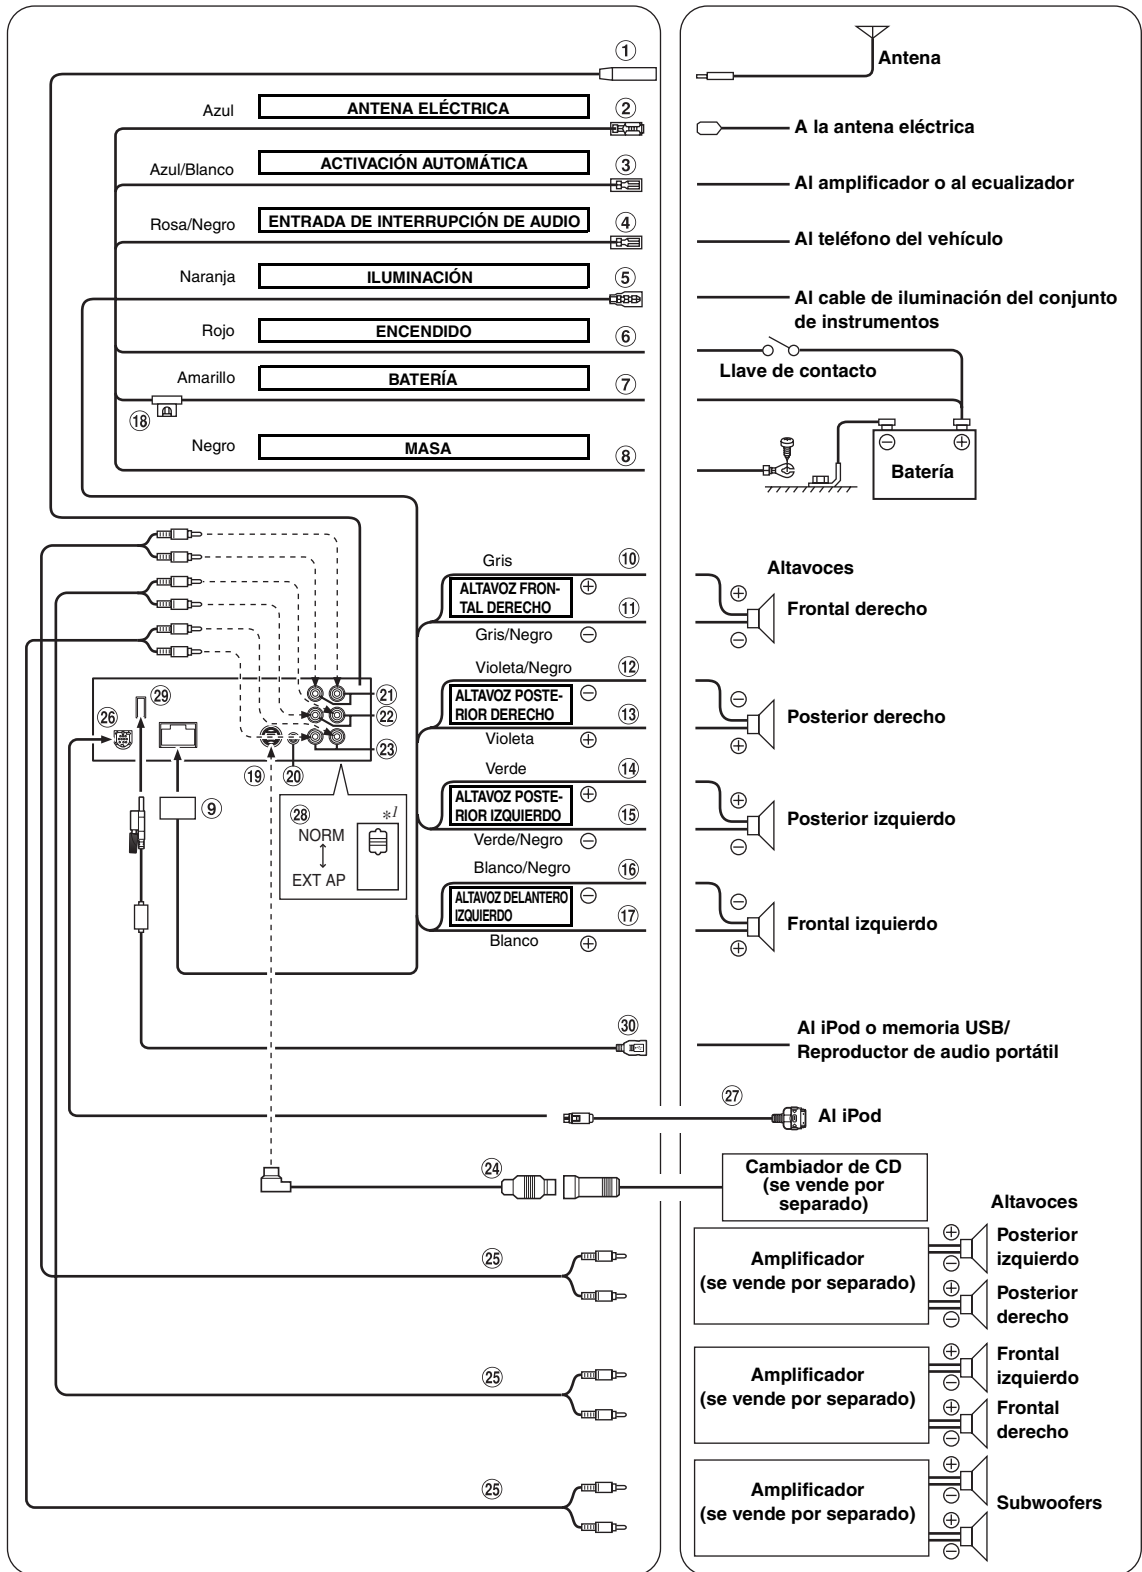 ①
Antena
Azul
ANTENA ELÉCTRICA
②
A la antena eléctrica
Azul/Blanco
ACTIVACIÓN AUTOMÁTICA
③
Al amplificador o al ecualizador
Rosa/Negro
ENTRADA DE INTERRUPCIÓN DE AUDIO
④
Al teléfono del vehículo
Naranja
ILUMINACIÓN
⑤
Al cable de iluminación del conjunto
de instrumentos
Rojo
ENCENDIDO
⑥
Llave de contacto
Amarillo
BATERÍA
⑦
⑱
Negro
MASA
⑧
⊖
⊕
Batería
Gris
⑩
ALTAVOZ FRON-
TAL DERECHO
⊕
⑪
Gris/Negro
⊖
Altavoces
⊕
Frontal derecho
⊖
Violeta/Negro
⑫
ALTAVOZ POSTE-
RIOR DERECHO
⊖
⑬
Violeta
⊕
⊖
Posterior derecho
⊕
Verde
⑭
ALTAVOZ POSTE-
RIOR IZQUIERDO
⊕
⑮
Verde/Negro
⊖
⊕
Posterior izquierdo
⊖
Blanco/Negro
⑯
ALTAVOZ DELANTERO
IZQUIERDO
⊖
⑰
Blanco
⊕
⊖
Frontal izquierdo
⊕
㉙
㉖
㉑
㉒
㉓
⑲
⑳
⑨
㉘
*1
NORM
EXT AP
㉚
Al iPod o memoria USB/
Reproductor de audio portátil
㉗
Al iPod
㉔
Cambiador de CD
(se vende por
separado)
Altavoces
㉕
Amplificador
(se vende por separado)
⊕
⊖
Posterior
izquierdo
⊕
⊖
Posterior
derecho
㉕
Amplificador
(se vende por separado)
⊕
⊖
Frontal
izquierdo
⊕
⊖
Frontal
derecho
㉕
Amplificador
(se vende por separado)
⊕
⊖
Subwoofers
⊕
⊖